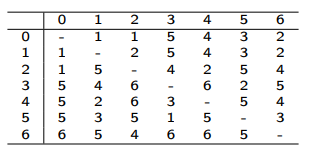 0 1 2 3 4 5 6
0 - 1 1 5 4 3 2
1 1 - 2 5 4 3 2
2 1 5 - 4 2 5 4
3 5 4 6 - 6 2 5
4 5 2 6 3 - 5 4
5 5 3 5 1 5 - 3
6 6 5 4 6 6 5 -